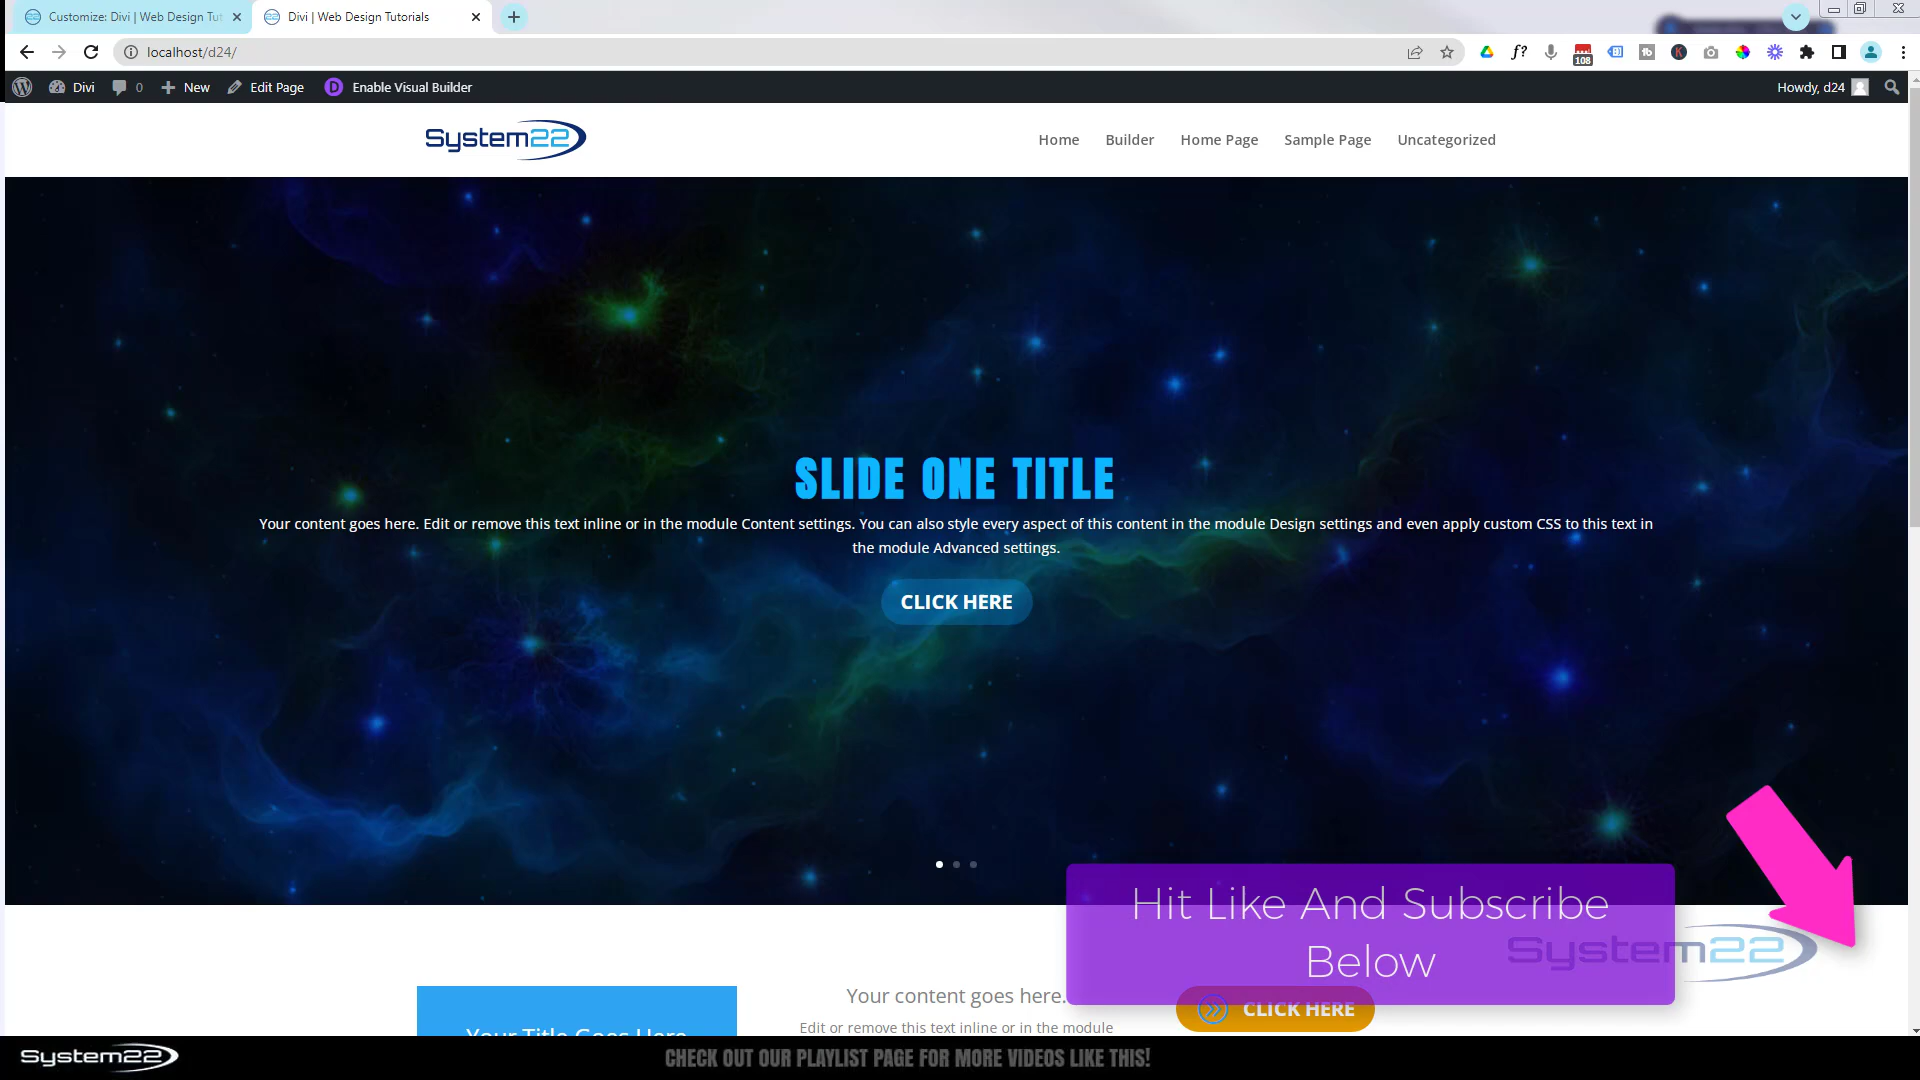 Customize: Divi | Web Design Tut
Divi | Web Design Tutorials
localhost/d24/
108
Divi
0
New
Edit Page
D
Enable Visual Builder
Howdy, d24
System22
Home
Builder
Home Page
Sample Page
Uncategorized
SLIDE ONE TITLE
Your content goes here. Edit or remove this text inline or in the module Content settings. You can also style every aspect of this content in the module Design settings and even apply custom CSS to this text in
the module Advanced settings.
CLICK HERE
Hit Like And Subscribe
Below
System22
Your content goes here.
Edit or remove this text inline or in the module
CLICK HERE
Your Title Goes Here
System22
CHECK OUT OUR PLAYLIST PAGE FOR MORE VIDEOS LIKE THIS!